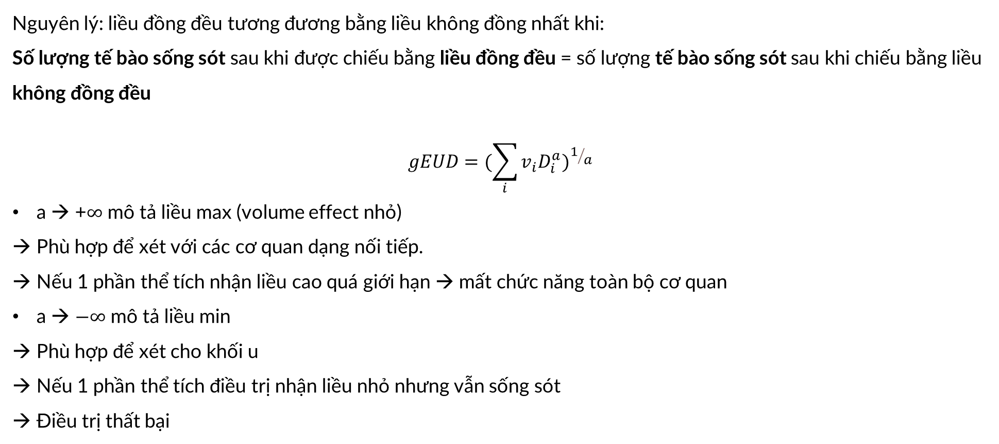 Nguyên lý: liều đồng đều tương đương bằng liều không đồng nhất khi:
Số lượng tế bào sống sót sau khi được chiếu bằng liều đồng đều = số lượng tế bào sống sót sau khi chiếu bằng liều
không đồng đều
gEUD = (∑_i v_i D_i^a)^{1/a}
• a → +∞ mô tả liều max (volume effect nhỏ)
→ Phù hợp để xét với các cơ quan dạng nối tiếp.
→ Nếu 1 phần thể tích nhận liều cao quá giới hạn → mất chức năng toàn bộ cơ quan
• a → −∞ mô tả liều min
→ Phù hợp để xét cho khối u
→ Nếu 1 phần thể tích điều trị nhận liều nhỏ nhưng vẫn sống sót
→ Điều trị thất bại